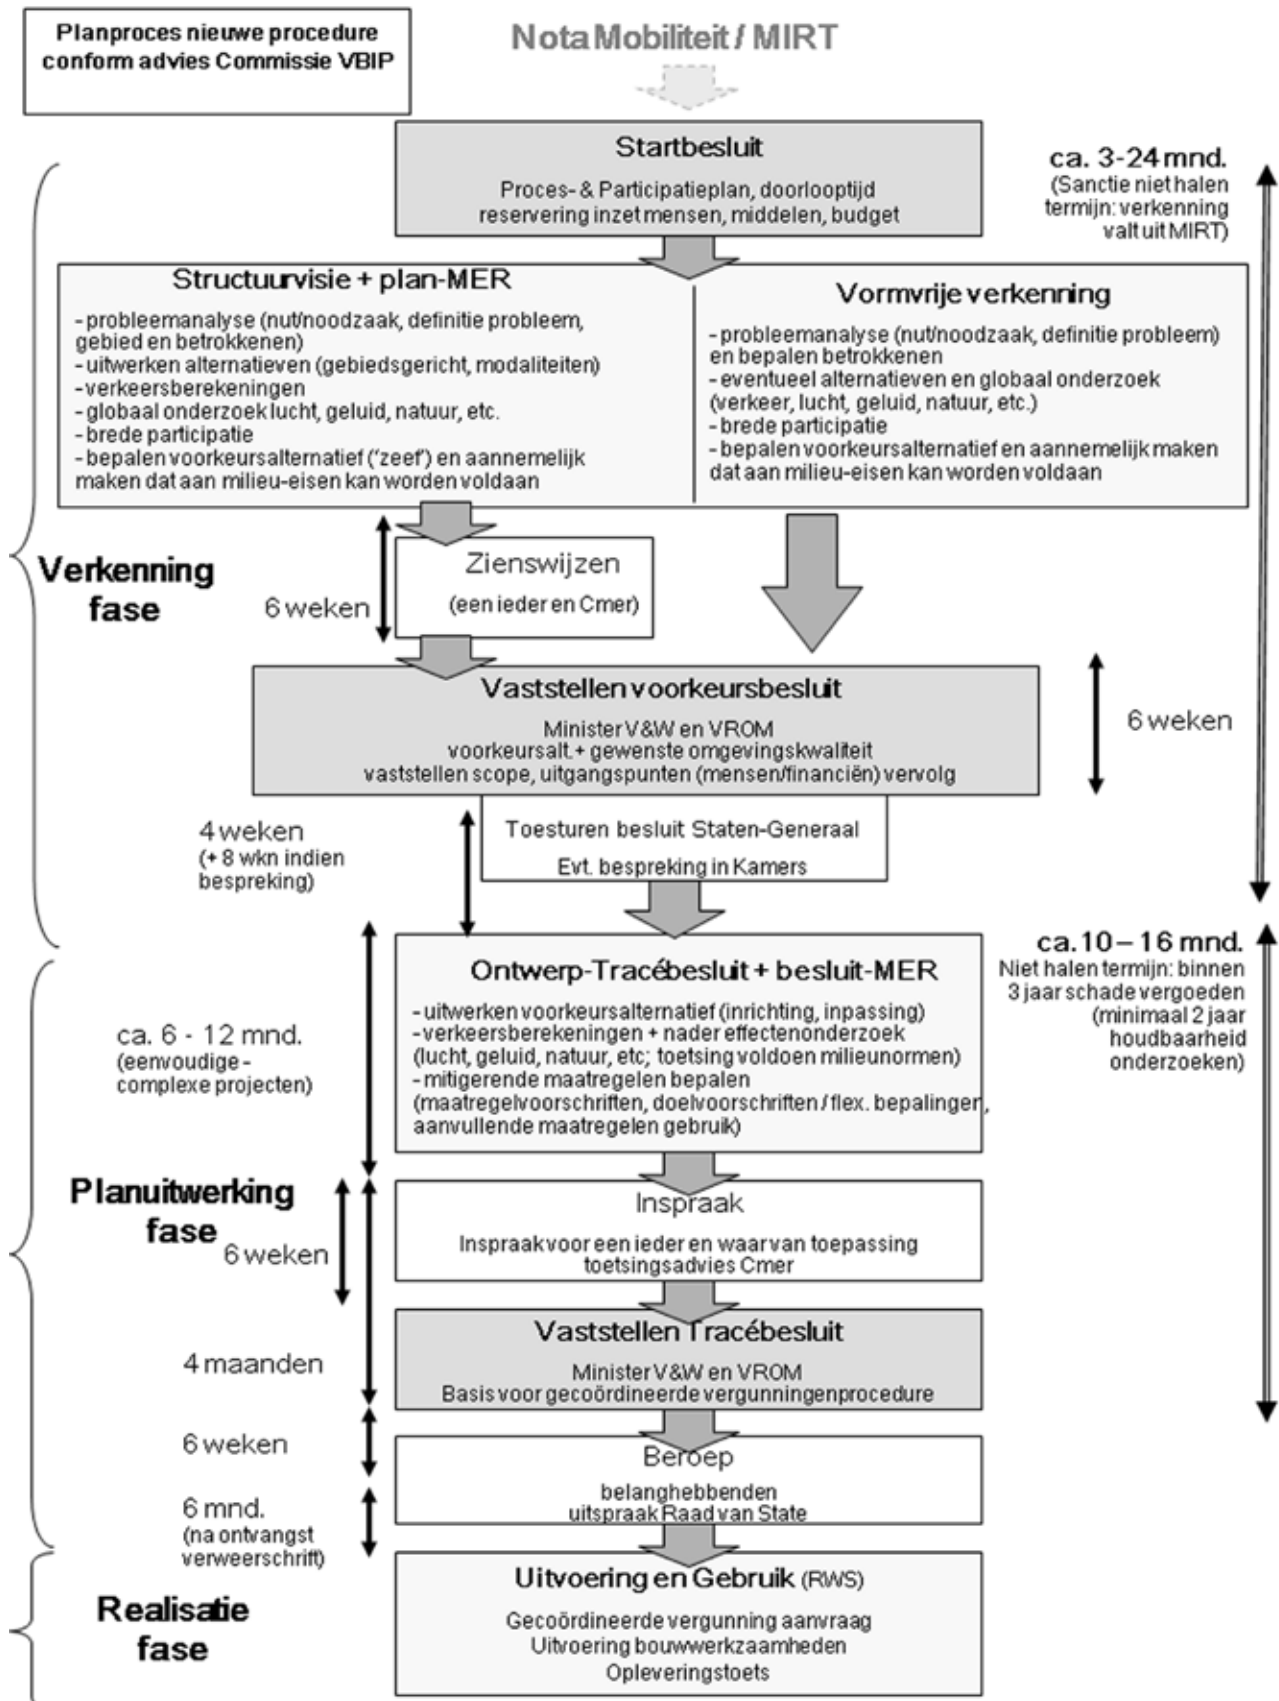 Planproces nieuwe procedure
conform advies Commissie VBIP
Nota Mobiliteit / MIRT
Startbesluit
Proces- & Participatieplan, doorlooptijd
reservering inzet mensen, middelen, budget
ca. 3-24 mnd.
(Sanctie niet halen
termijn: verkenning
valt uit MIRT)
Structuurvisie + plan-MER
- probleemanalyse (nut/noodzaak, definitie probleem,
gebied en betrokkenen)
- uitwerken alternatieven (gebiedsgericht, modaliteiten)
- verkeersberekeningen
- globaal onderzoek lucht, geluid, natuur, etc.
- brede participatie
- bepalen voorkeursalternatief ('zeef') en aannemelijk
maken dat aan milieu-eisen kan worden voldaan
Vormvrije verkenning
- probleemanalyse (nut/noodzaak, definitie probleem)
en bepalen betrokkenen
- eventueel alternatieven en globaal onderzoek
(verkeer, lucht, geluid, natuur, etc.)
- brede participatie
- bepalen voorkeursalternatief en aannemelijk maken
dat aan milieu-eisen kan worden voldaan
Verkenning
fase
6 weken
Zienswijzen
(een ieder en Cmer)
Vaststellen voorkeursbesluit
Minister V&W en VROM
voorkeursalt. + gewenste omgevingskwaliteit
vaststellen scope, uitgangspunten (mensen/financiën) vervolg
6 weken
4 weken
(+ 8 wkn indien
bespreking)
Toesturen besluit Staten-Generaal
Evt. bespreking in Kamers
ca. 10 – 16 mnd.
Niet halen termijn: binnen
3 jaar schade vergoeden
(minimaal 2 jaar
houdbaarheid
onderzoeken)
Ontwerp-Tracébesluit + besluit-MER
- uitwerken voorkeursalternatief (inrichting, inpassing)
- verkeersberekeningen + nader effectenonderzoek
(lucht, geluid, natuur, etc; toetsing voldoen milieunormen)
- mitigerende maatregelen bepalen
(maatregelvoorschriften, doelvoorschriften / flex. bepalingen,
aanvullende maatregelen gebruik)
ca. 6 - 12 mnd.
(eenvoudige -
complexe projecten)
Planuitwerking
fase
6 weken
Inspraak
Inspraak voor een ieder en waar van toepassing
toetsingsadvies Cmer
Vaststellen Tracébesluit
Minister V&W en VROM
Basis voor gecoördineerde vergunningenprocedure
4 maanden
6 weken
Beroep
belanghebbenden
uitspraak Raad van State
6 mnd.
(na ontvangst
verweerschrift)
Uitvoering en Gebruik (RWS)
Gecoördineerde vergunning aanvraag
Uitvoering bouwwerkzaamheden
Opleveringstoets
Realisatie
fase